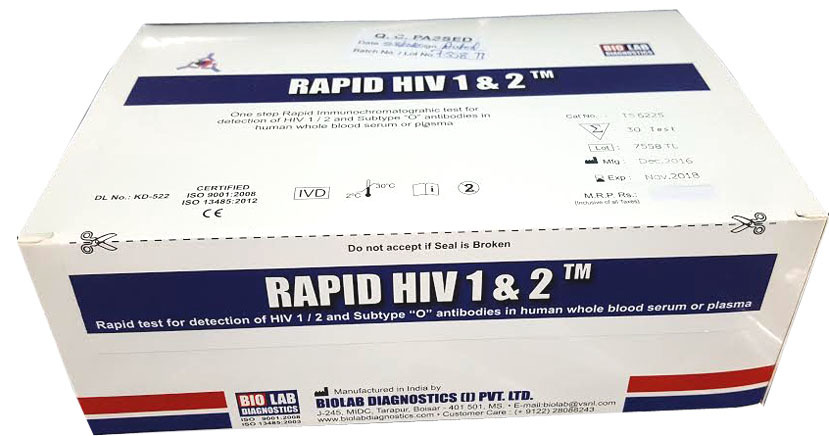 Q. C. PASSED
Batch No. / Lot No. 7558 TL
BIO LAB
DIAGNOSTICS
RAPID HIV 1 & 2 ™
One step Rapid Immunochromatograhic test for
detection of HIV 1 / 2 and Subtype "O" antibodies in
human whole blood serum or plasma
Cat No. : TS 6225
Σ 30 Test
Lot : 7558 TL
Mfg : Dec.2016
Exp : Nov.2018
M.R.P. Rs.:
(Inclusive of all Taxes)
DL No.: KD-522
CERTIFIED
ISO 9001:2008
ISO 13485:2012
CE
IVD
2°C 30°C
i
2
Do not accept if Seal is Broken
RAPID HIV 1 & 2 ™
Rapid test for detection of HIV 1 / 2 and Subtype "O" antibodies in human whole blood serum or plasma
BIO LAB
DIAGNOSTICS
ISO 9001:2008
ISO 13485:2003
Manufactured in India by
BIOLAB DIAGNOSTICS (I) PVT. LTD.
J-245, MIDC, Tarapur, Boisar - 401 501, MS. • E-mail:biolab@vsnl.com
www.biolabdiagnostics.com • Customer Care : (+ 9122) 28088243